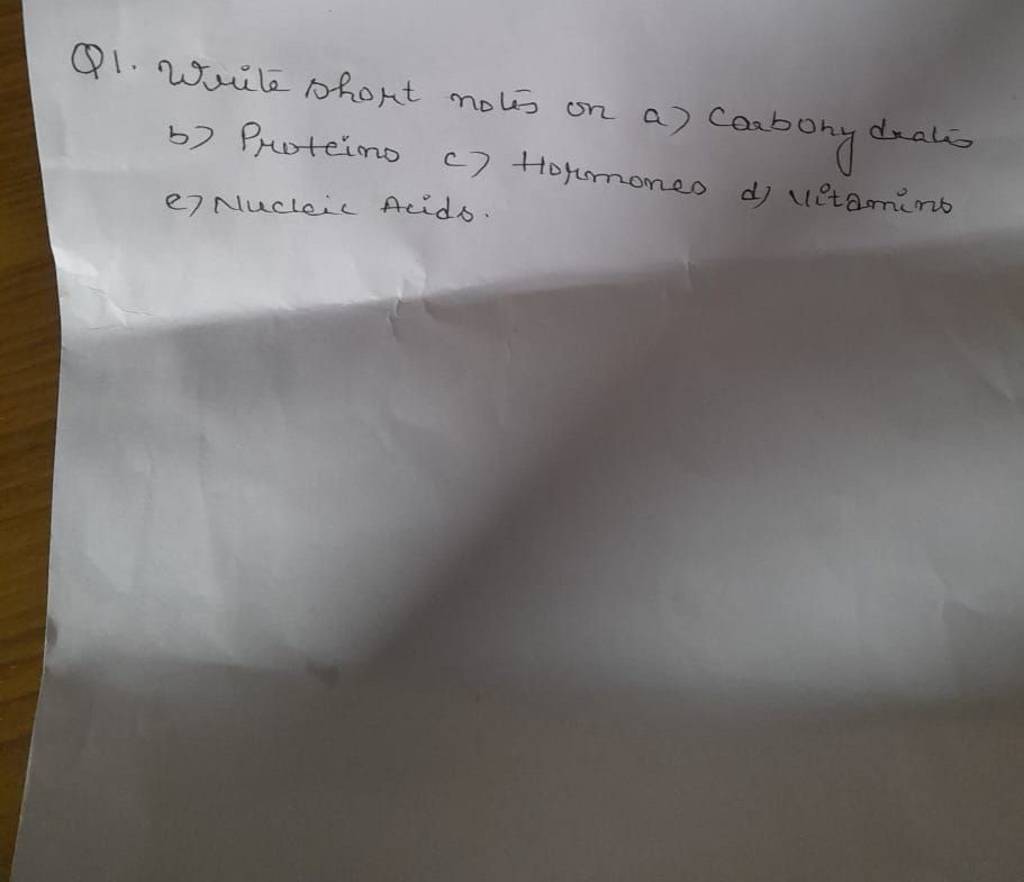 Q1. Write short notes on a) Carbohydrates
b) Proteins c) Hormones d) Vitamins
e) Nucleic Acids.